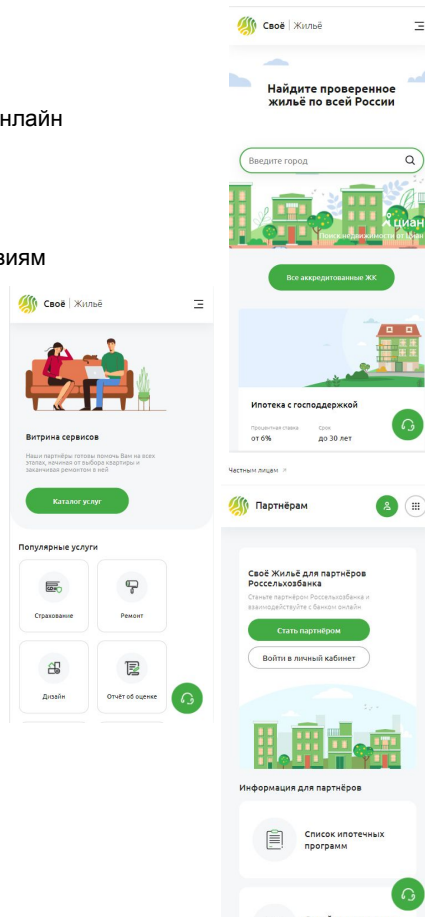 нлайн
виям
Своё | Жильё
Витрина сервисов
Наши партнёры готовы помочь Вам на всех
этапах, начиная от выбора квартиры и
заканчивая ремонтом в ней
Каталог услуг
Популярные услуги
Страхование
Ремонт
Дизайн
Отчёт об оценке
Своё | Жильё
Найдите проверенное
жильё по всей России
Введите город
циан
Поиск недвижимости от Циан
Все аккредитованные ЖК
Ипотека с господдержкой
Процентная ставка
Срок
от 6%
до 30 лет
Частным лицам
Партнёрам
Своё Жильё для партнёров
Россельхозбанка
Станьте партнёром Россельхозбанка и
взаимодействуйте с банком онлайн
Стать партнёром
Войти в личный кабинет
Информация для партнёров
Список ипотечных
программ